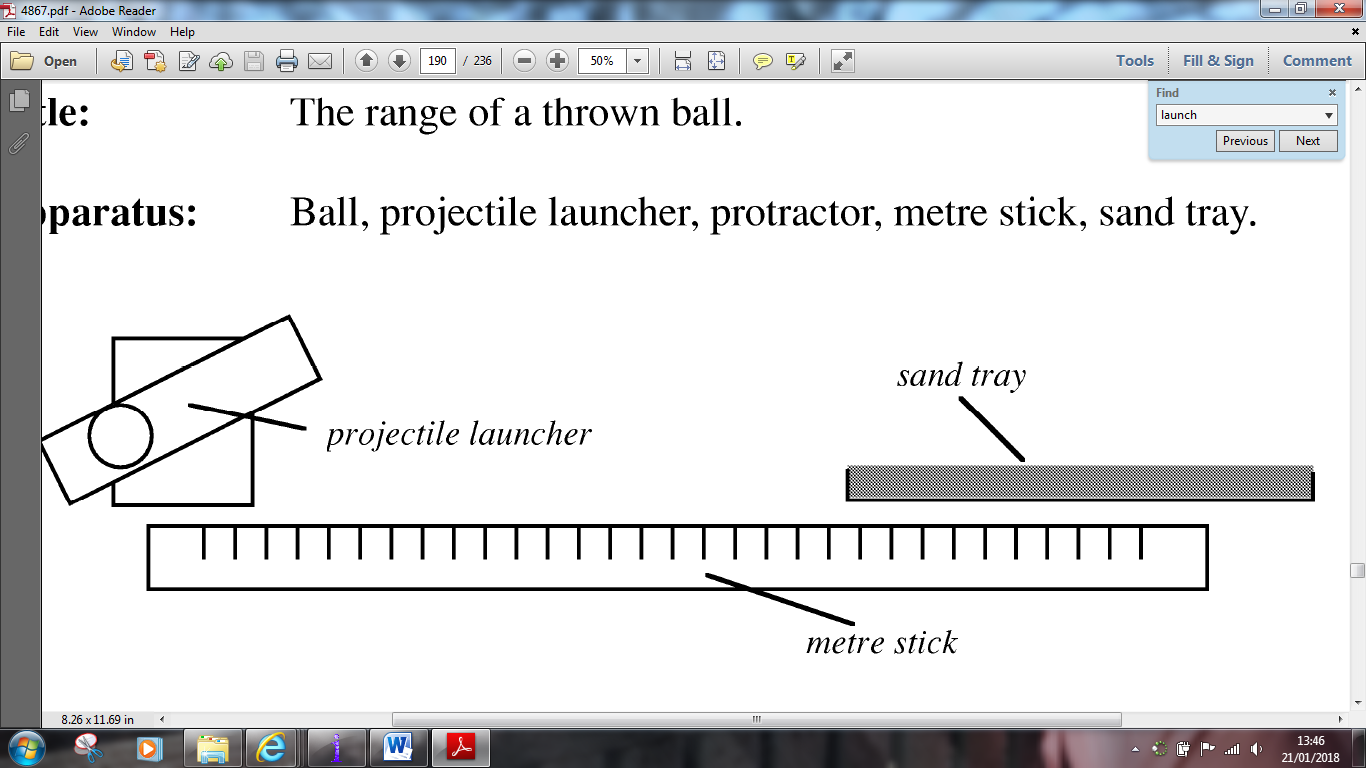 4867.pdf - Adobe Reader
File Edit View Window Help
Open 190 / 236 50% Tools Fill & Sign Comment
Find
launch
Previous Next
tle: The range of a thrown ball.
pparatus: Ball, projectile launcher, protractor, metre stick, sand tray.
sand tray
projectile launcher
metre stick
8.26 x 11.69 in
13:46
21/01/2018